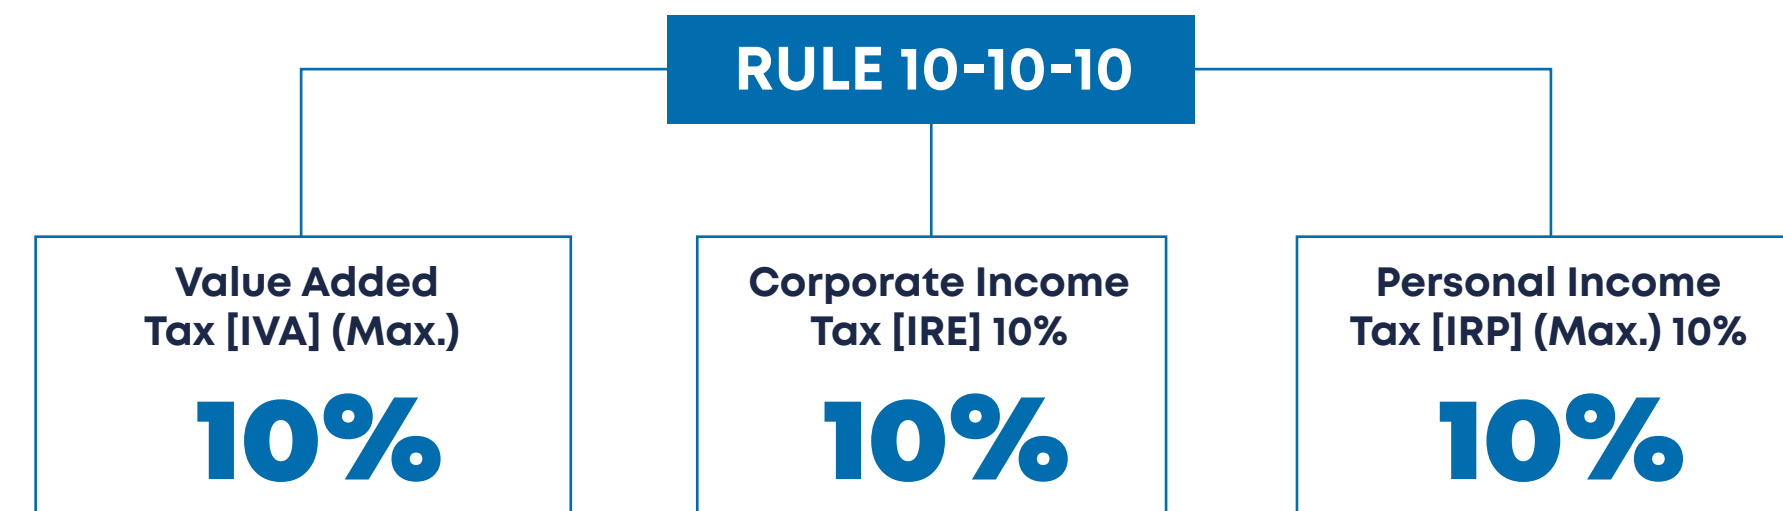 RULE 10-10-10
Value Added
Tax [IVA] (Max.)
10%
Corporate Income
Tax [IRE] 10%
10%
Personal Income
Tax [IRP] (Max.) 10%
10%